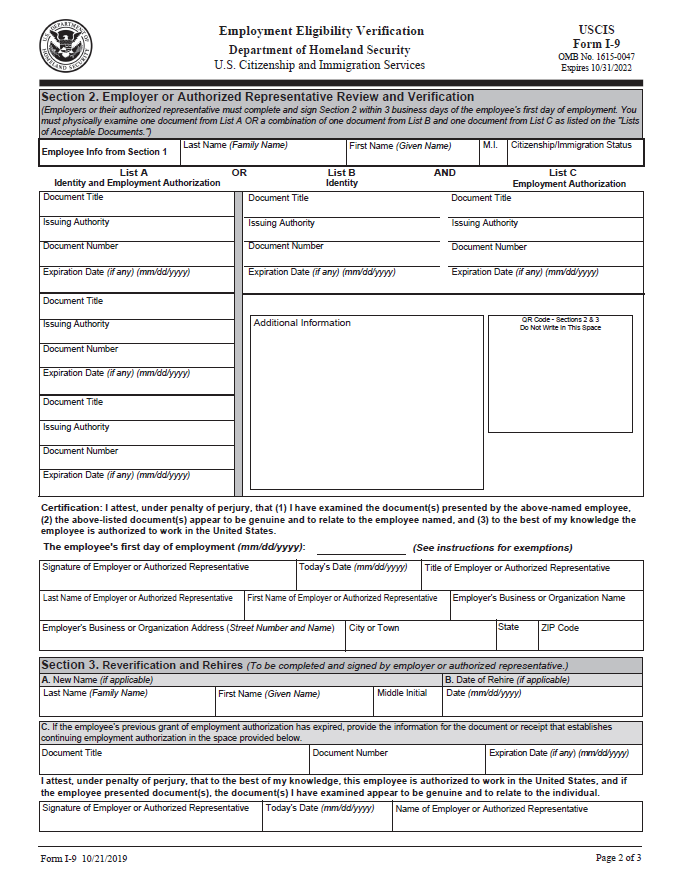 U.S. DEPARTMENT OF HOMELAND SECURITY
Employment Eligibility Verification
Department of Homeland Security
U.S. Citizenship and Immigration Services
USCIS
Form I-9
OMB No. 1615-0047
Expires 10/31/2022
Section 2. Employer or Authorized Representative Review and Verification
(Employers or their authorized representative must complete and sign Section 2 within 3 business days of the employee's first day of employment. You
must physically examine one document from List A OR a combination of one document from List B and one document from List C as listed on the "Lists
of Acceptable Documents.")
Employee Info from Section 1
Last Name (Family Name)
First Name (Given Name)
M.I.
Citizenship/Immigration Status
List A
Identity and Employment Authorization
OR
List B
Identity
AND
List C
Employment Authorization
Document Title
Issuing Authority
Document Number
Expiration Date (if any) (mm/dd/yyyy)
Document Title
Issuing Authority
Document Number
Expiration Date (if any) (mm/dd/yyyy)
Document Title
Issuing Authority
Document Number
Expiration Date (if any) (mm/dd/yyyy)
Document Title
Issuing Authority
Document Number
Expiration Date (if any) (mm/dd/yyyy)
Document Title
Issuing Authority
Document Number
Expiration Date (if any) (mm/dd/yyyy)
Additional Information
QR Code - Sections 2 & 3
Do Not Write In This Space
Certification: I attest, under penalty of perjury, that (1) I have examined the document(s) presented by the above-named employee,
(2) the above-listed document(s) appear to be genuine and to relate to the employee named, and (3) to the best of my knowledge the
employee is authorized to work in the United States.
The employee's first day of employment (mm/dd/yyyy):
(See instructions for exemptions)
Signature of Employer or Authorized Representative
Today's Date (mm/dd/yyyy)
Title of Employer or Authorized Representative
Last Name of Employer or Authorized Representative
First Name of Employer or Authorized Representative
Employer's Business or Organization Name
Employer's Business or Organization Address (Street Number and Name)
City or Town
State
ZIP Code
Section 3. Reverification and Rehires (To be completed and signed by employer or authorized representative.)
A. New Name (if applicable)
B. Date of Rehire (if applicable)
Last Name (Family Name)
First Name (Given Name)
Middle Initial
Date (mm/dd/yyyy)
C. If the employee's previous grant of employment authorization has expired, provide the information for the document or receipt that establishes
continuing employment authorization in the space provided below.
Document Title
Document Number
Expiration Date (if any) (mm/dd/yyyy)
I attest, under penalty of perjury, that to the best of my knowledge, this employee is authorized to work in the United States, and if
the employee presented document(s), the document(s) I have examined appear to be genuine and to relate to the individual.
Signature of Employer or Authorized Representative
Today's Date (mm/dd/yyyy)
Name of Employer or Authorized Representative
Form I-9 10/21/2019
Page 2 of 3